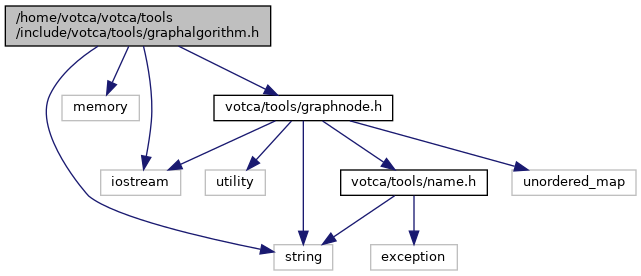 /home/votca/votca/tools
/include/votca/tools/graphalgorithm.h
memory
votca/tools/graphnode.h
iostream
utility
votca/tools/name.h
unordered_map
string
exception